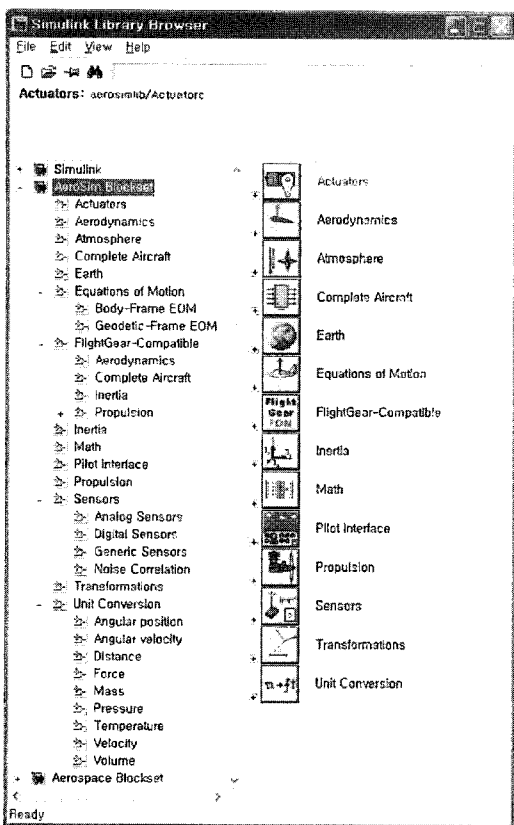 Simulink Library Browser
File Edit View Help
Actuators: aerosimlib/Actuators
Simulink
AeroSim Blockset
Actuators
Aerodynamics
Atmosphere
Complete Aircraft
Earth
Equations of Motion
Body-Frame EOM
Geodetic-Frame EOM
FlightGear-Compatible
Aerodynamics
Complete Aircraft
Inertia
Propulsion
Inertia
Math
Pilot Interface
Propulsion
Sensors
Analog Sensors
Digital Sensors
Generic Sensors
Noise Correlation
Transformations
Unit Conversion
Angular position
Angular velocity
Distance
Force
Mass
Pressure
Temperature
Velocity
Volume
Aerospace Blockset
Actuators
Aerodynamics
Atmosphere
Complete Aircraft
Earth
Equations of Motion
Flight
Gear
FlightGear-Compatible
Inertia
Math
Pilot Interface
Propulsion
Sensors
Transformations
m→ft
Unit Conversion
Ready